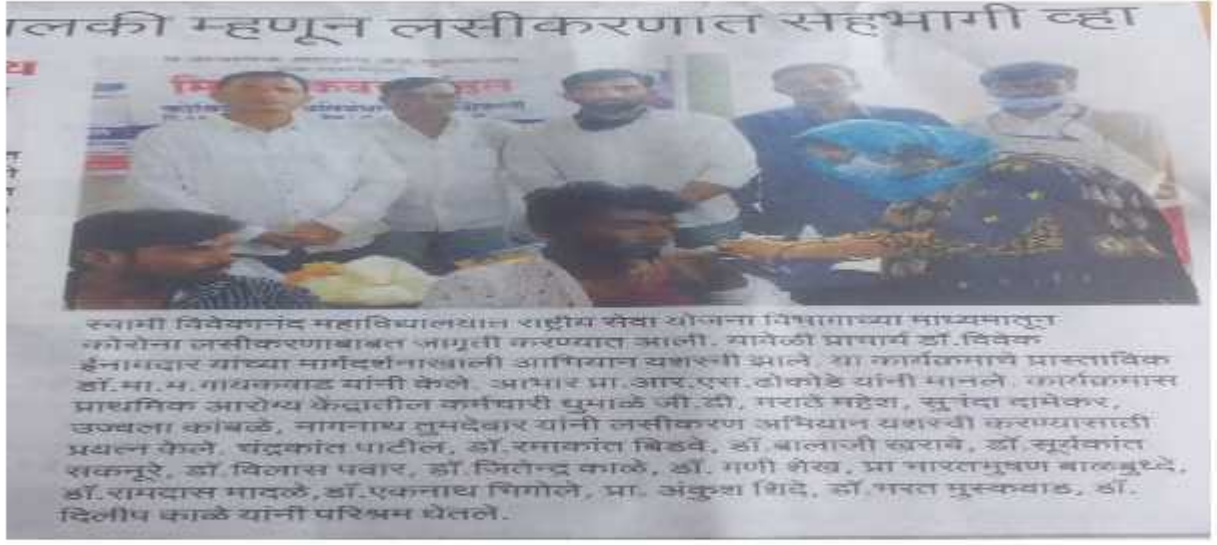 लकी म्हणून लसीकरणात सहभागी व्हा
स्वामी विवेकानंद महाविद्यालयात राष्ट्रीय सेवा योजना विभागाच्या माध्यमातून
कोरोना लसीकरणाबाबत जागृती करण्यात आली. यावेळी प्राचार्य डॉ.विवेक
ईनामदार यांच्या मार्गदर्शनाखाली आभियान यशस्वी झाले. या कार्यक्रमाचे प्रास्ताविक
डॉ.मा.म.गायकवाड यांनी केले. आभार प्रा.आर.एस.ढोकोडे यांनी मानले. कार्यक्रमास
प्राथमिक आरोग्य केंद्रातील कर्मचारी धुमाळे जी.डी, मराठे महेश, सुनंदा दामेकर,
उज्वला कांबळे, नागनाथ तुमदेवार यांनी लसीकरण अभियान यशस्वी करण्यासाठी
प्रयत्न केले. चंद्रकांत पाटील, डॉ.रमाकांत बिडवे, डॉ.बालाजी खराबे, डॉ.सूर्यकांत
सकनूरे, डॉ विलास पवार, डॉ.जितेन्द्र काळे, डॉ. गणी शेख, प्रा भारतभुषण बाळबुध्दे,
डॉ.रामदास मादळे,डॉ.एकनाथ भिंगोले, प्रा. अंकुश शिंदे, डॉ.भरत मुस्कवाड, डॉ.
दिलीप काळे यांनी परिश्रम घेतले.